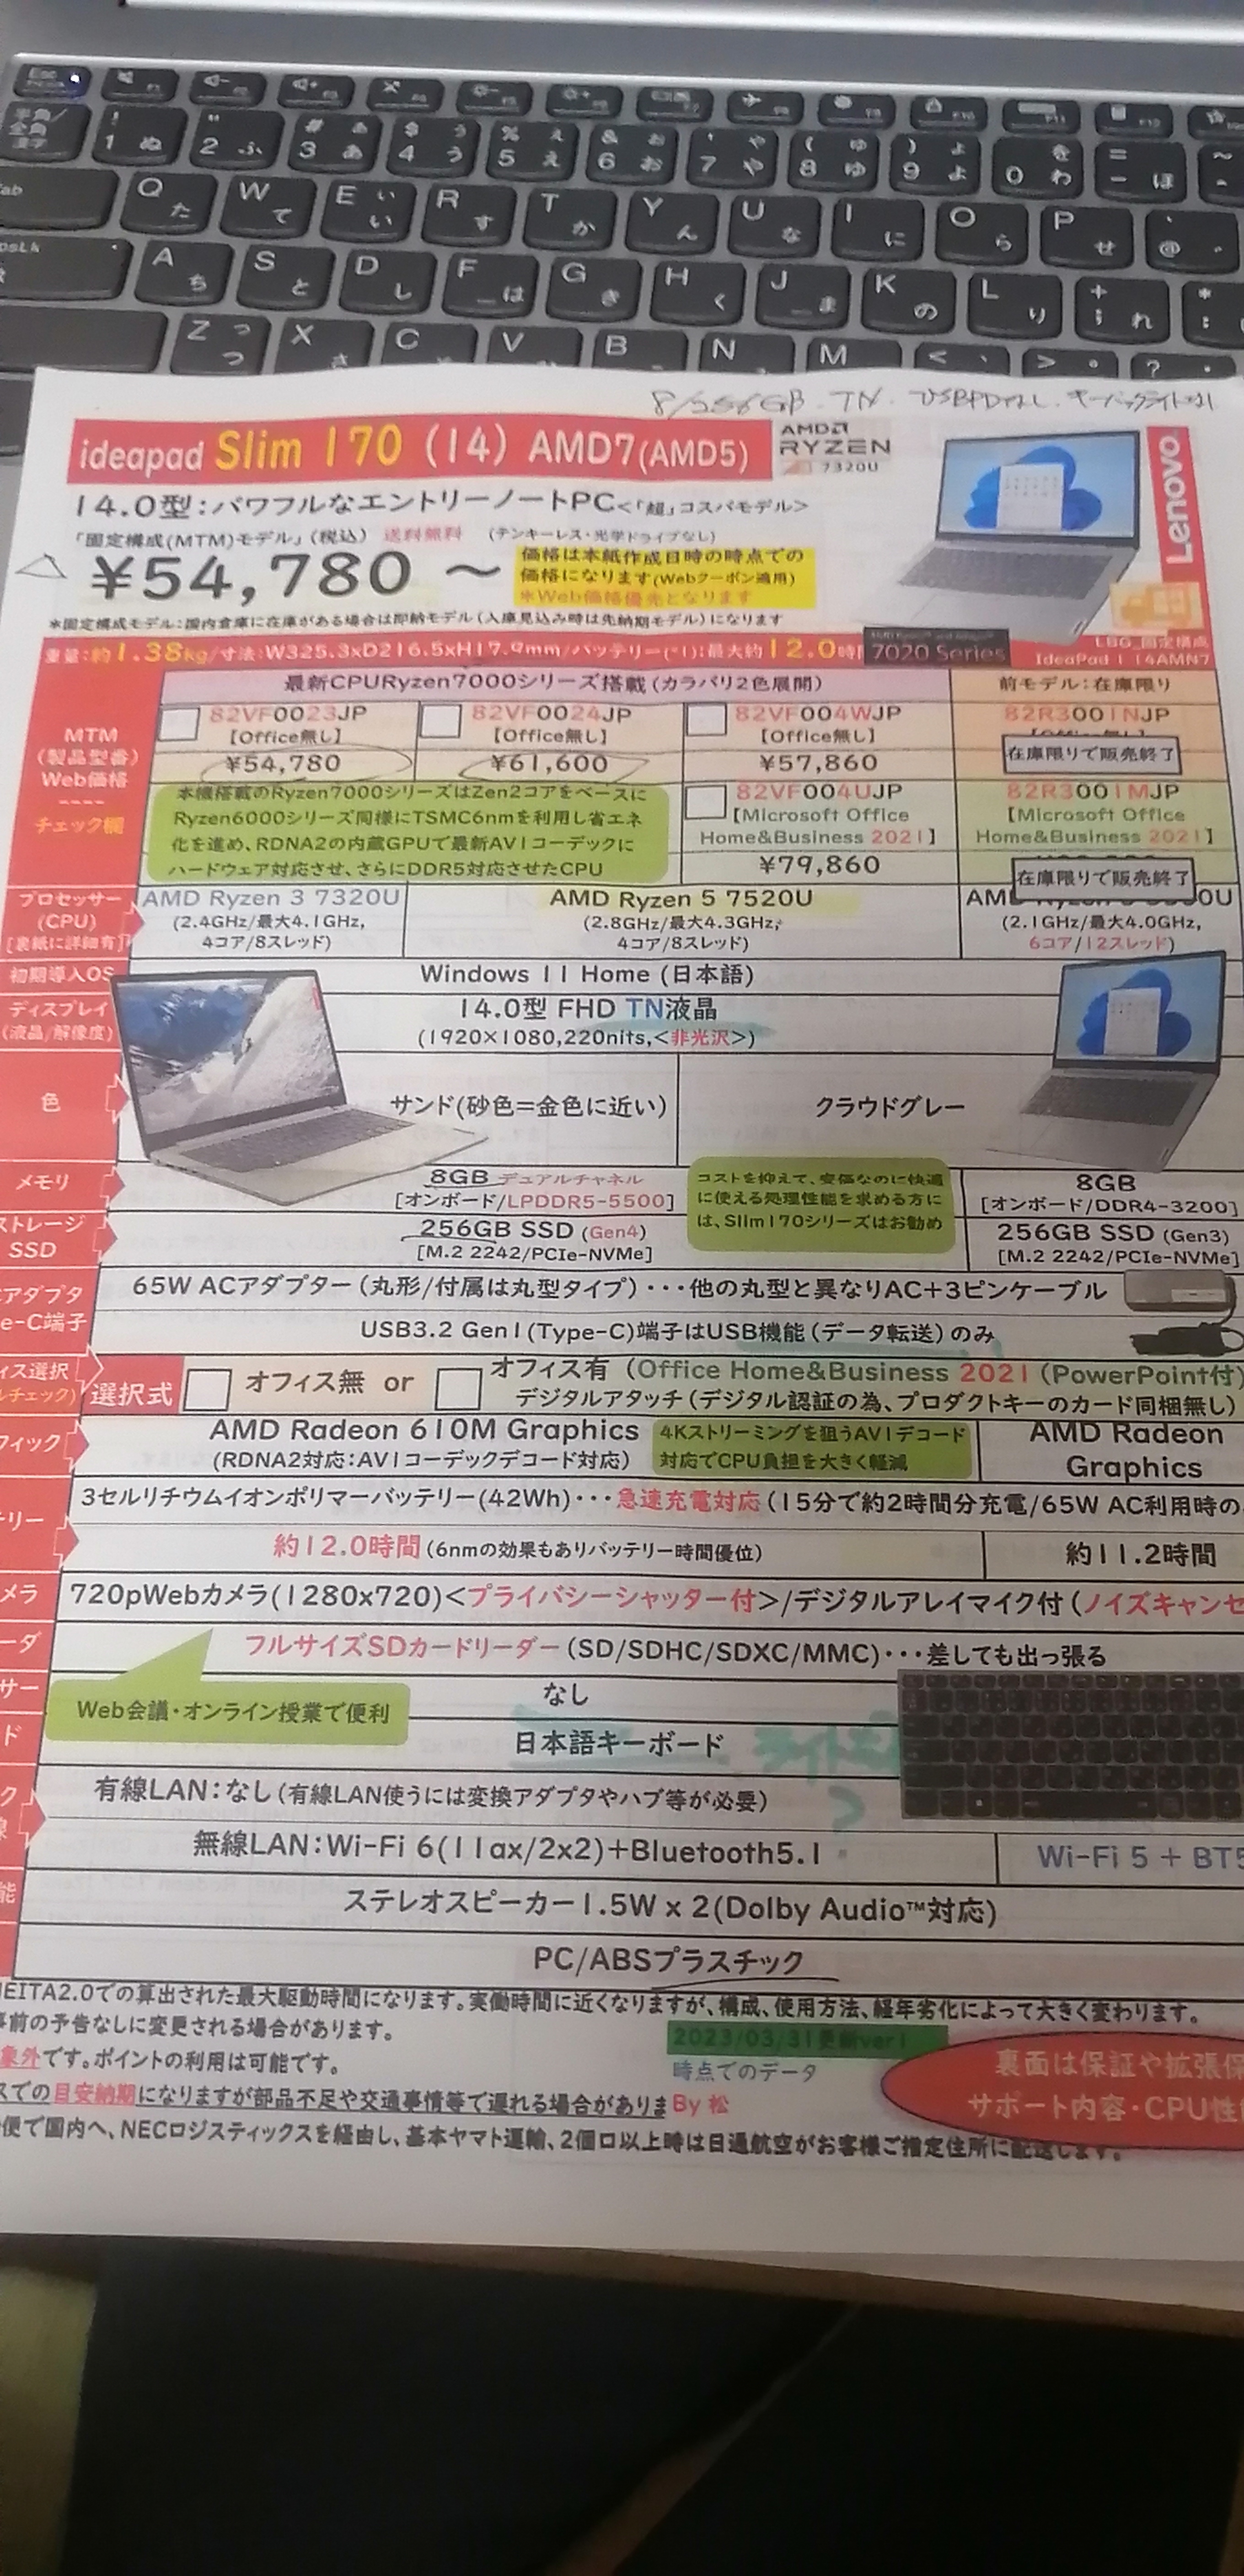 Esc
半角/
全角
漢字
1 ぬ
2 ふ
# ぁ
3 あ
$ ぅ
4 う
% ぇ
5 え
& ぉ
6 お
' ゃ
7 や
( ゅ
8 ゆ
) ょ
9 よ
を
0 わ
=
- ほ
Q た
W て
E ぃ
い
R す
T か
Y ん
U な
I に
O ら
P せ
@
A ち
S と
D し
F は
G き
H く
J ま
K の
L り
+
; れ
*
:
Z っ
つ
X さ
C
V
B
N
M
< 、
> 。
? ・
8/256GB. TN. USBPDなし. キーバックライトなし
ideapad Slim 170 (14) AMD7(AMD5)
AMD
RYZEN
7320U
Lenovo
14.0型:パワフルなエントリーノートPC<「超」コスパモデル>
「固定構成(MTM)モデル」(税込) 送料無料 (テンキーレス・光学ドライブなし)
¥54,780 ~
価格は本紙作成日時の時点での
価格になります(Webクーポン適用)
*Web価格優先となります
*固定構成モデル:国内倉庫に在庫がある場合は即納モデル(入庫見込み時は先納期モデル)になります
重量:約1.38kg/寸法:W325.3xD216.5xH17.9mm/バッテリー(*1):最大約12.0時
7020 Series
LBG_固定構成
IdeaPad 1 14AMN7
最新CPURyzen7000シリーズ搭載(カラバリ2色展開)
前モデル:在庫限り
MTM
(製品型番)
Web価格
----
チェック欄
82VF0023JP
【Office無し】
¥54,780
82VF0024JP
【Office無し】
¥61,600
82VF004WJP
【Office無し】
¥57,860
82R3001NJP
在庫限りで販売終了
本機搭載のRyzen7000シリーズはZen2コアをベースに
Ryzen6000シリーズ同様にTSMC6nmを利用し省エネ
化を進め、RDNA2の内蔵GPUで最新AV1コーデックに
ハードウェア対応させ、さらにDDR5対応させたCPU
82VF004UJP
【Microsoft Office
Home&Business 2021】
¥79,860
82R3001MJP
【Microsoft Office
Home&Business 2021】
在庫限りで販売終了
プロセッサー
(CPU)
[裏紙に詳細有]
AMD Ryzen 3 7320U
(2.4GHz/最大4.1GHz,
4コア/8スレッド)
AMD Ryzen 5 7520U
(2.8GHz/最大4.3GHz,
4コア/8スレッド)
(2.1GHz/最大4.0GHz,
6コア/12スレッド)
初期導入OS
Windows 11 Home (日本語)
ディスプレイ
(液晶/解像度)
14.0型 FHD TN液晶
(1920×1080,220nits,<非光沢>)
色
サンド(砂色=金色に近い)
クラウドグレー
メモリ
8GB デュアルチャネル
[オンボード/LPDDR5-5500]
コストを抑えて、安価なのに快適
に使える処理性能を求める方に
は、Slim170シリーズはお勧め
8GB
[オンボード/DDR4-3200]
ストレージ
SSD
256GB SSD (Gen4)
[M.2 2242/PCIe-NVMe]
256GB SSD (Gen3)
[M.2 2242/PCIe-NVMe]
アダプタ
e-C端子
65W ACアダプター(丸形/付属は丸型タイプ)・・・他の丸型と異なりAC+3ピンケーブル
USB3.2 Gen1(Type-C)端子はUSB機能(データ転送)のみ
ィス選択
ルチェック)
選択式
オフィス無 or
オフィス有 (Office Home&Business 2021(PowerPoint付)
デジタルアタッチ(デジタル認証の為、プロダクトキーのカード同梱無し)
フィック
AMD Radeon 610M Graphics
(RDNA2対応:AV1コーデックデコード対応)
4Kストリーミングを狙うAV1デコード
対応でCPU負担を大きく軽減
AMD Radeon
Graphics
テリー
3セルリチウムイオンポリマーバッテリー(42Wh)・・・急速充電対応(15分で約2時間分充電/65W AC利用時の
約12.0時間(6nmの効果もありバッテリー時間優位)
約11.2時間
メラ
720pWebカメラ(1280x720)<プライバシーシャッター付>/デジタルアレイマイク付(ノイズキャンセ
ーダ
フルサイズSDカードリーダー(SD/SDHC/SDXC/MMC)・・・差しても出っ張る
サー
なし
Web会議・オンライン授業で便利
ド
日本語キーボード
ライトなし
?
ク
線
有線LAN:なし(有線LAN使うには変換アダプタやハブ等が必要)
無線LAN:Wi-Fi 6(11ax/2x2)+Bluetooth5.1
Wi-Fi 5 + BT5
能
ステレオスピーカー1.5W x 2(Dolby Audio™対応)
PC/ABSプラスチック
JEITA2.0での算出された最大駆動時間になります。実働時間に近くなりますが、構成、使用方法、経年劣化によって大きく変わります。
事前の予告なしに変更される場合があります。
象外です。ポイントの利用は可能です。
スでの目安納期になりますが部品不足や交通事情等で遅れる場合がありま
便で国内へ、NECロジスティックスを経由し、基本ヤマト運輸、2個口以上時は日通航空がお客様ご指定住所に配送します。
2023/03/31更新ver1
時点でのデータ
By 松
裏面は保証や拡張保
サポート内容・CPU性能